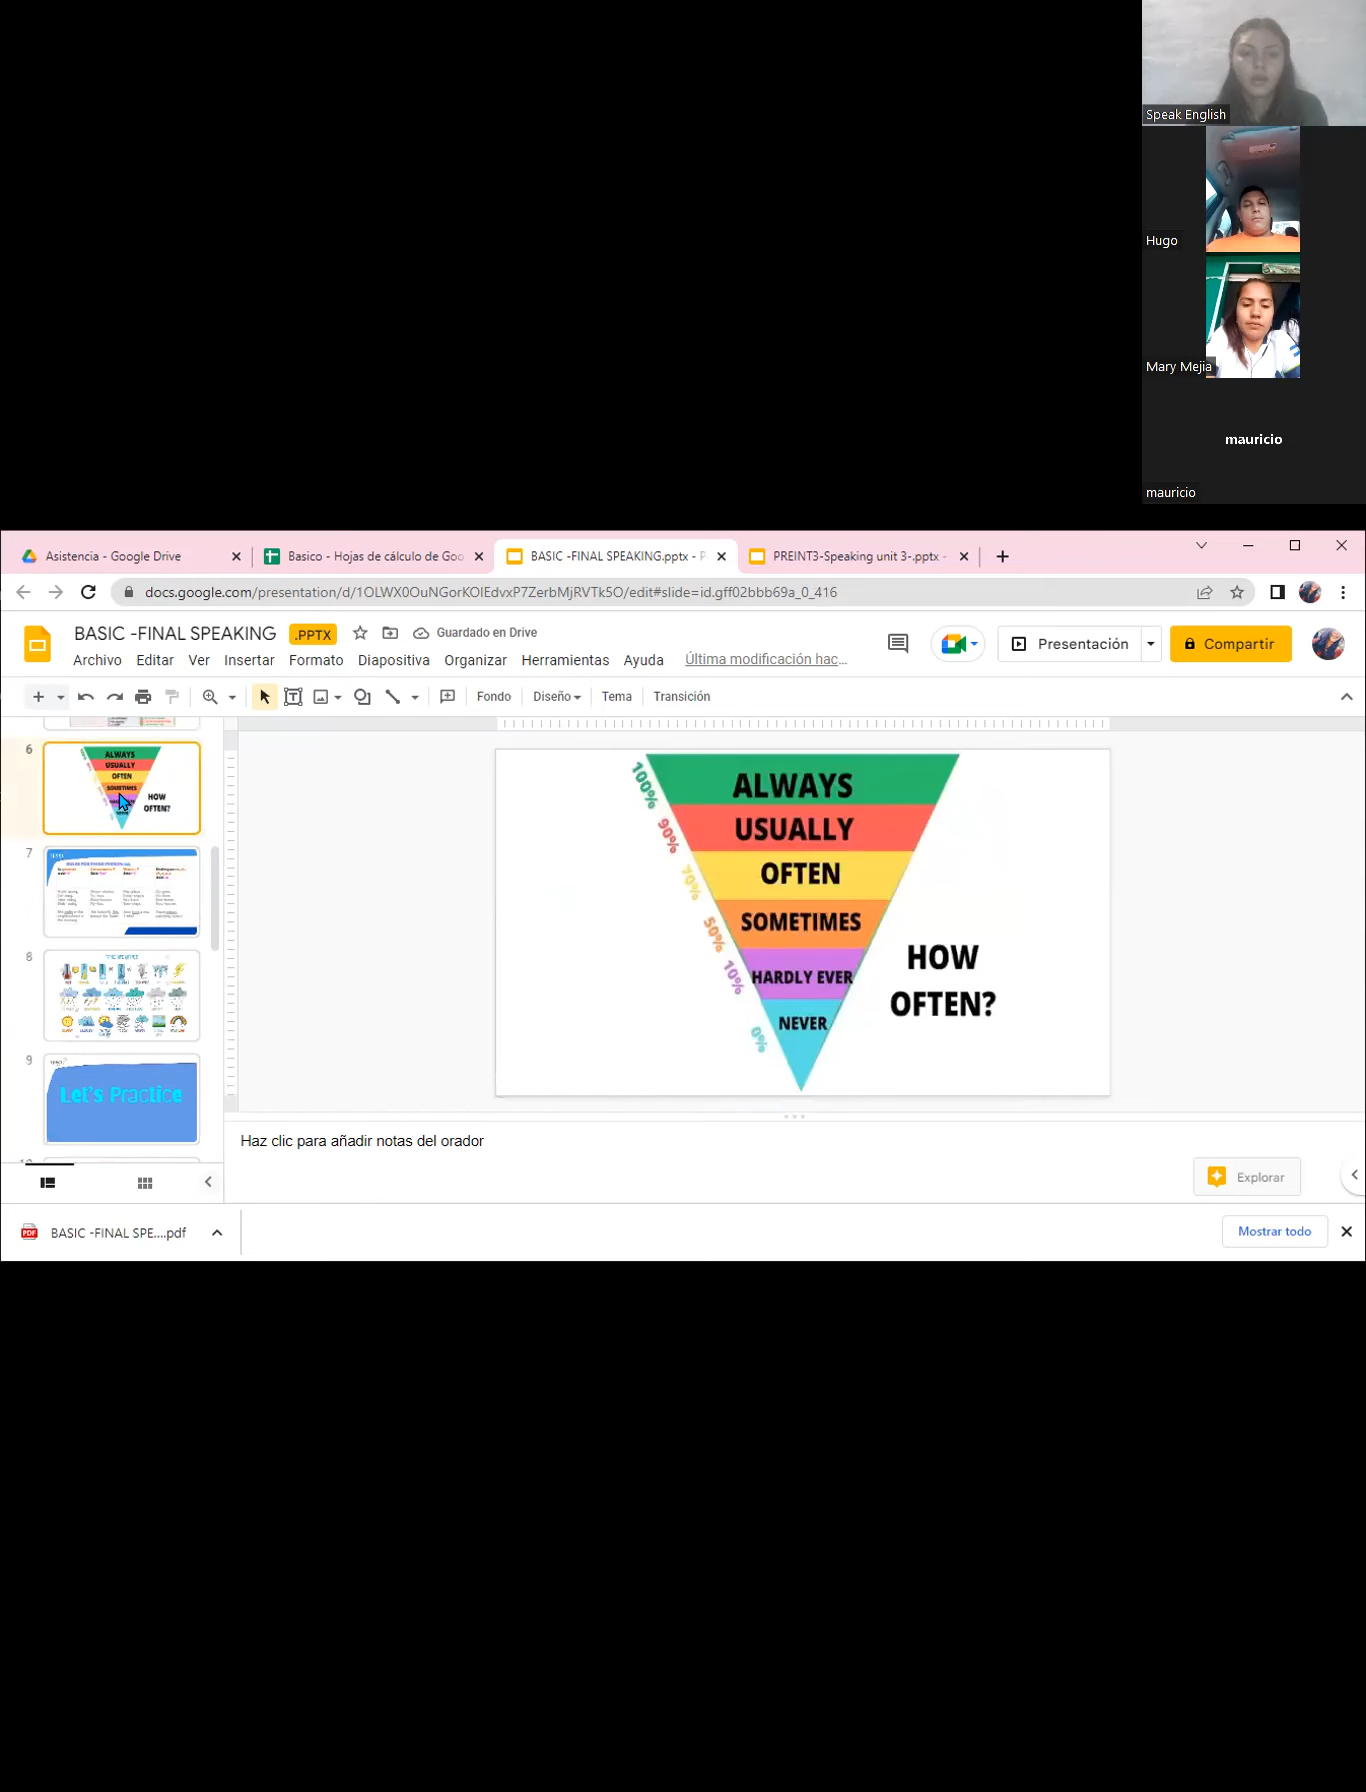 Speak English
Hugo
Mary Mejia
mauricio
mauricio
Asistencia - Google Drive
Basico - Hojas de cálculo de Goo
BASIC -FINAL SPEAKING.pptx - P
PREINT3-Speaking unit 3-.pptx -
docs.google.com/presentation/d/1OLWX0OuNGorKOlEdvxP7ZerbMjRVTk5O/edit#slide=id.gff02bbb69a_0_416
BASIC -FINAL SPEAKING .PPTX Guardado en Drive
Archivo Editar Ver Insertar Formato Diapositiva Organizar Herramientas Ayuda Última modificación hac...
Presentación
Compartir
Fondo Diseño Tema Transición
6
ALWAYS
USUALLY
OFTEN
SOMETIMES
HOW
OFTEN?
7
8
9
Let's Practice
100% ALWAYS
90% USUALLY
70% OFTEN
50% SOMETIMES
10% HARDLY EVER
0% NEVER
HOW
OFTEN?
Haz clic para añadir notas del orador
Explorar
BASIC -FINAL SPE....pdf
Mostrar todo